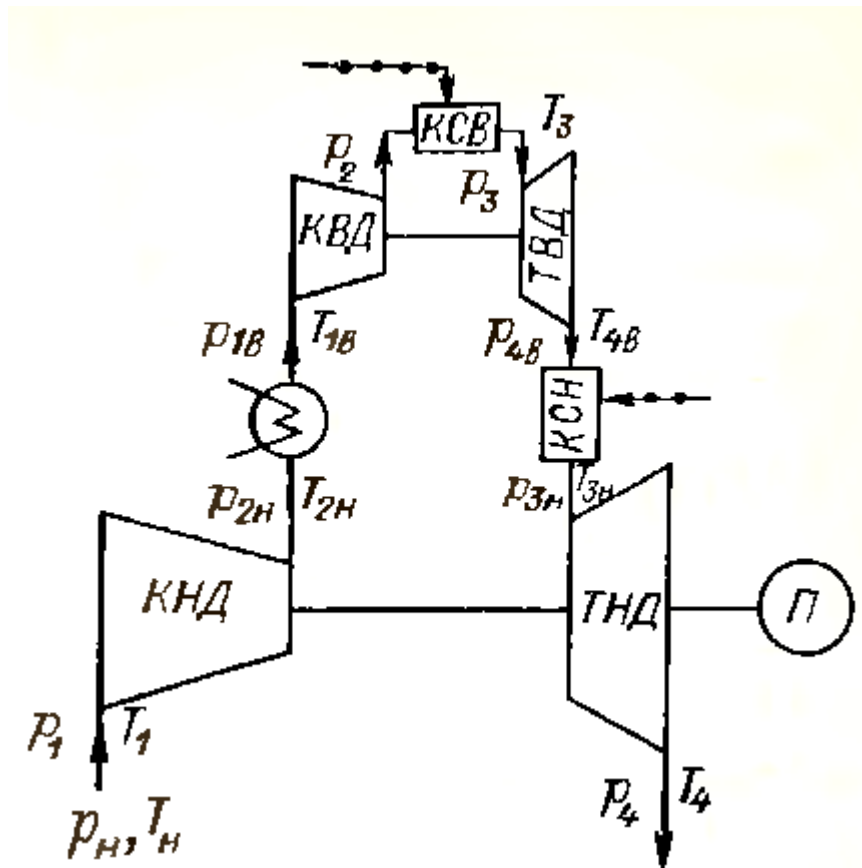 КСВ
T₃
p₂
p₃
КВД
ТВД
p₁в
T₁в
p₄в
T₄в
КСН
p₂н
T₂н
p₃н
T₃н
КНД
ТНД
П
p₁
T₁
p₄
T₄
pн, Tн